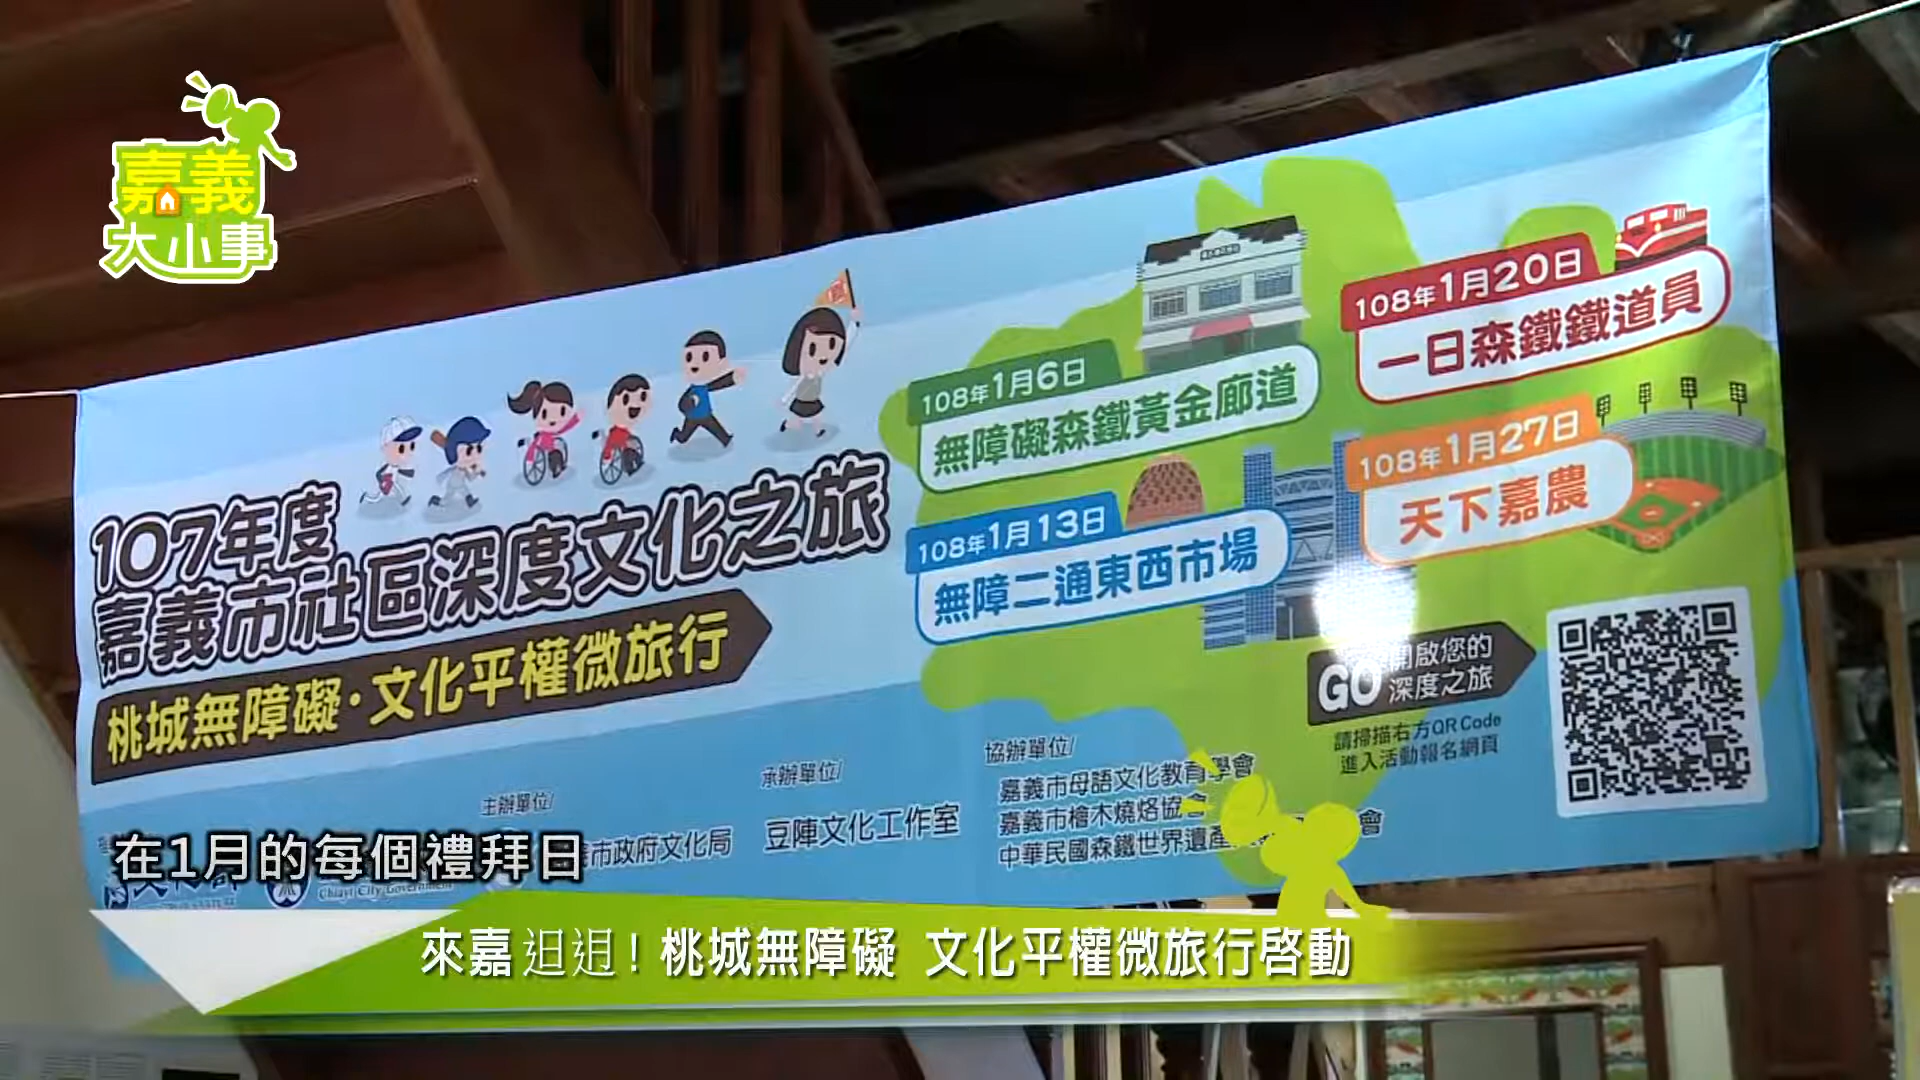 嘉義
大小事
107年度
嘉義市社區深度文化之旅
桃城無障礙·文化平權微旅行
108年1月6日
無障礙森鐵黃金廊道
108年1月20日
一日森鐵鐵道員
108年1月13日
無障二通東西市場
108年1月27日
天下嘉農
GO 開啟您的
深度之旅
請掃描右方QR Code
進入活動報名網頁
主辦單位/
市政府文化局
Chiayi City Government
承辦單位/
豆陣文化工作室
協辦單位/
嘉義市母語文化教育學會
嘉義市檜木燒烙協會
中華民國森鐵世界遺產
在1月的每個禮拜日
來嘉迌迌!桃城無障礙 文化平權微旅行啓動